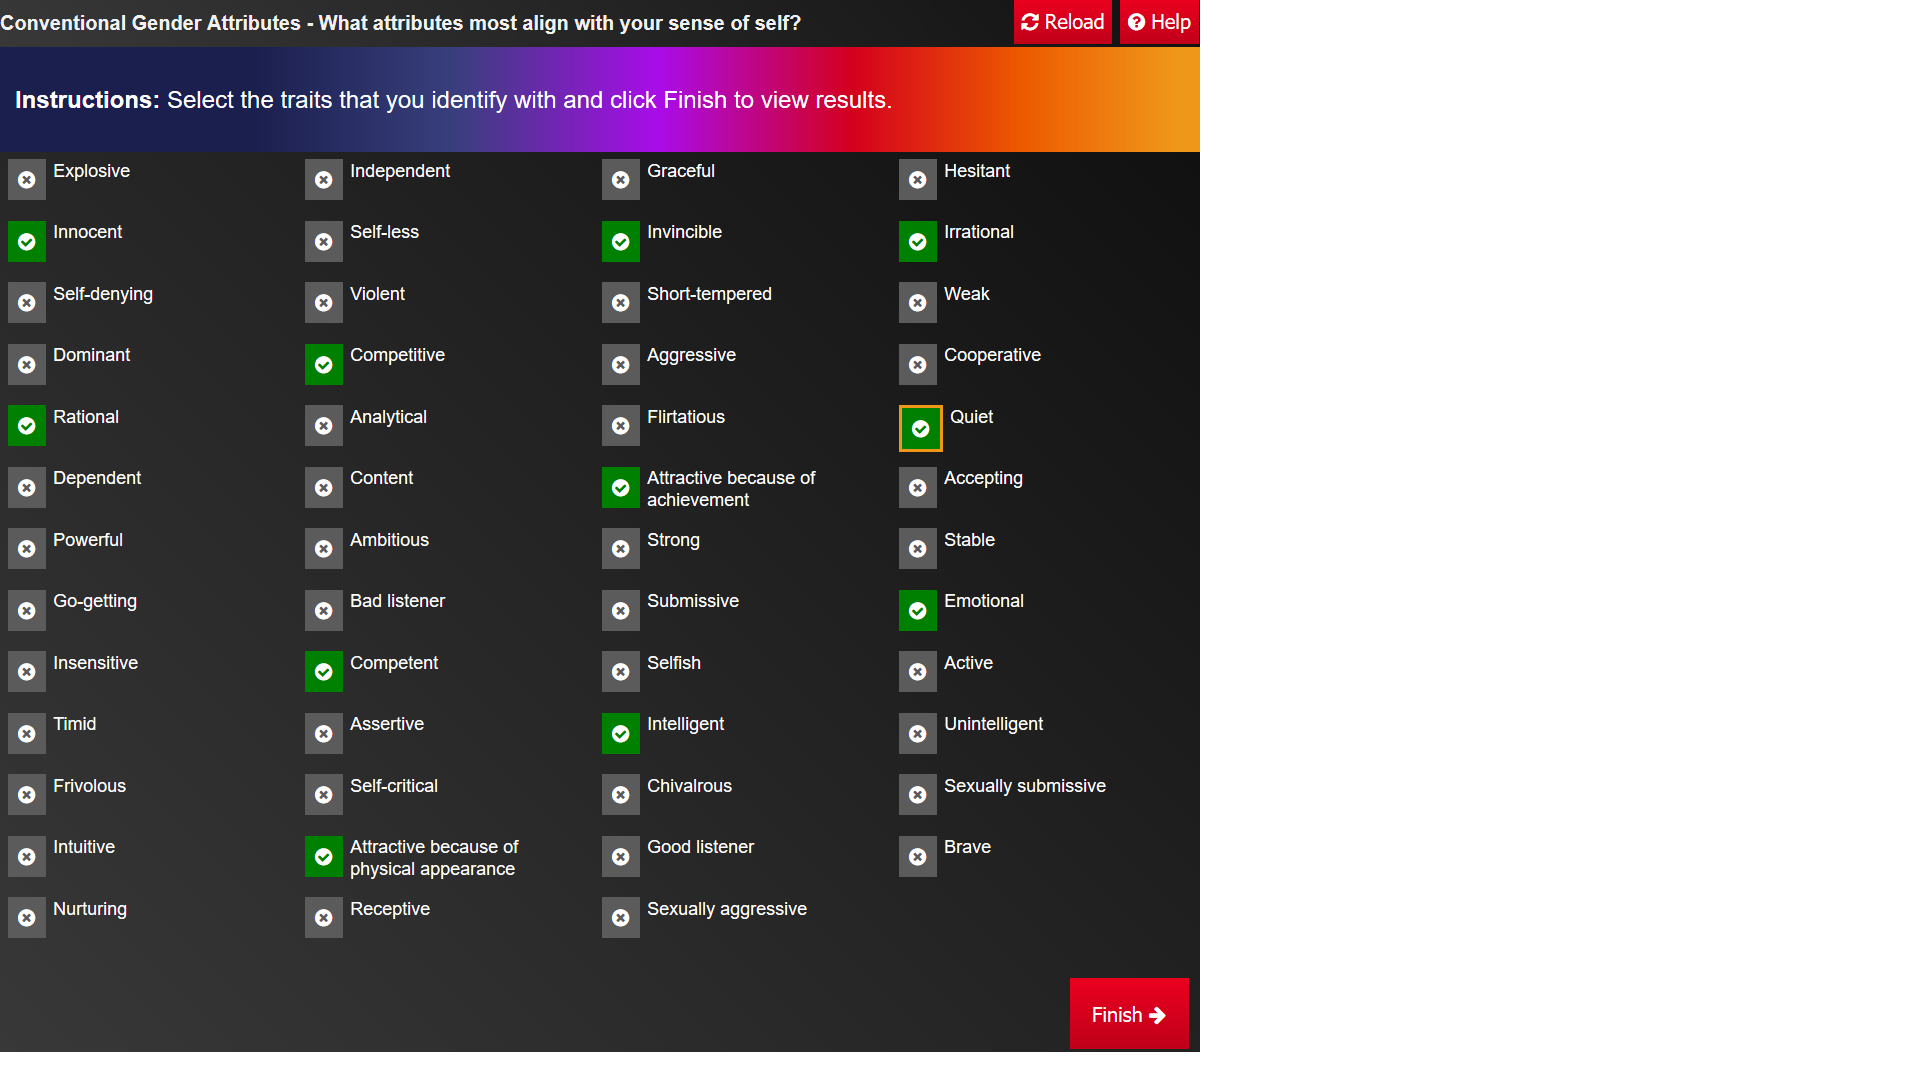 Conventional Gender Attributes - What attributes most align with your sense of self?
Reload
Help
Instructions: Select the traits that you identify with and click Finish to view results.
Explosive
Independent
Graceful
Hesitant
Innocent
Self-less
Invincible
Irrational
Self-denying
Violent
Short-tempered
Weak
Dominant
Competitive
Aggressive
Cooperative
Rational
Analytical
Flirtatious
Quiet
Dependent
Content
Attractive because of
achievement
Accepting
Powerful
Ambitious
Strong
Stable
Go-getting
Bad listener
Submissive
Emotional
Insensitive
Competent
Selfish
Active
Timid
Assertive
Intelligent
Unintelligent
Frivolous
Self-critical
Chivalrous
Sexually submissive
Intuitive
Attractive because of
physical appearance
Good listener
Brave
Nurturing
Receptive
Sexually aggressive
Finish